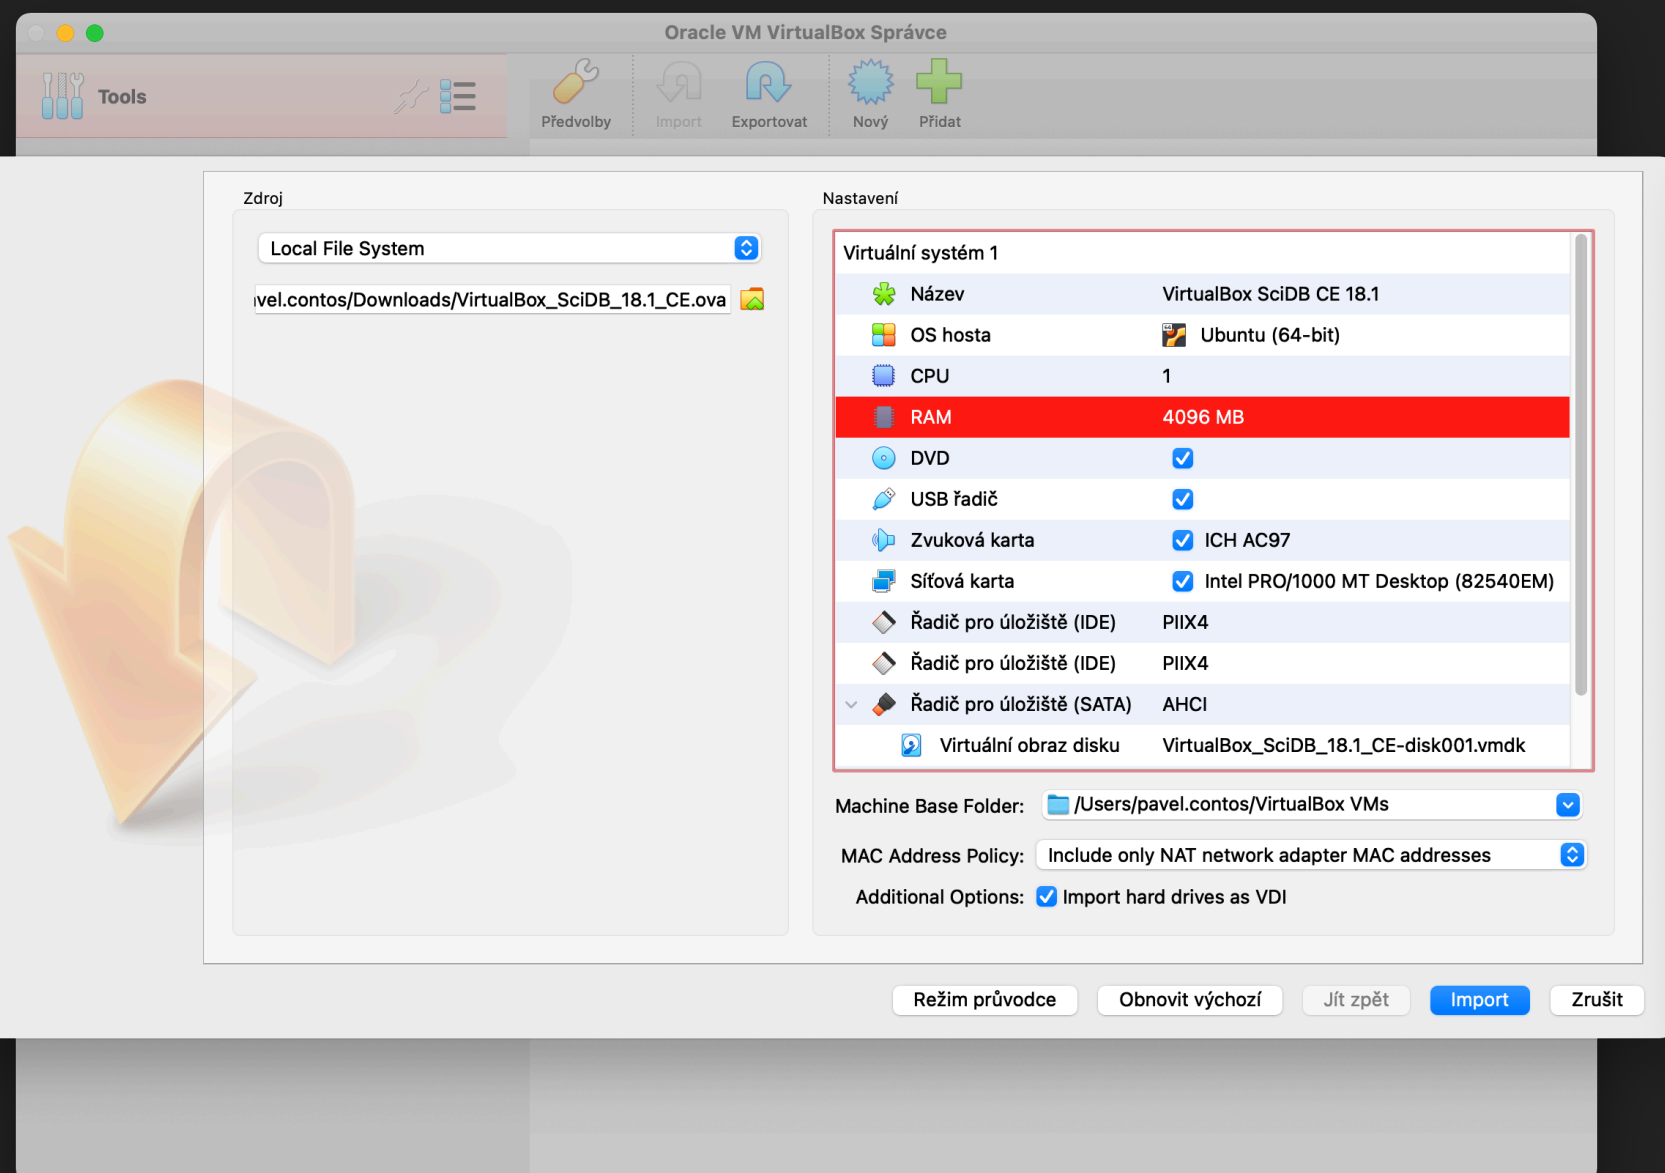 Oracle VM VirtualBox Správce
Tools
Předvolby
Import
Exportovat
Nový
Přidat
Zdroj
Local File System
vel.contos/Downloads/VirtualBox_SciDB_18.1_CE.ova
Nastavení
Virtuální systém 1
Název VirtualBox SciDB CE 18.1
OS hosta 64 Ubuntu (64-bit)
CPU 1
RAM 4096 MB
DVD
USB řadič
Zvuková karta ICH AC97
Síťová karta Intel PRO/1000 MT Desktop (82540EM)
Řadič pro úložiště (IDE) PIIX4
Řadič pro úložiště (IDE) PIIX4
Řadič pro úložiště (SATA) AHCI
Virtuální obraz disku VirtualBox_SciDB_18.1_CE-disk001.vmdk
Machine Base Folder: /Users/pavel.contos/VirtualBox VMs
MAC Address Policy: Include only NAT network adapter MAC addresses
Additional Options: Import hard drives as VDI
Režim průvodce
Obnovit výchozí
Jít zpět
Import
Zrušit